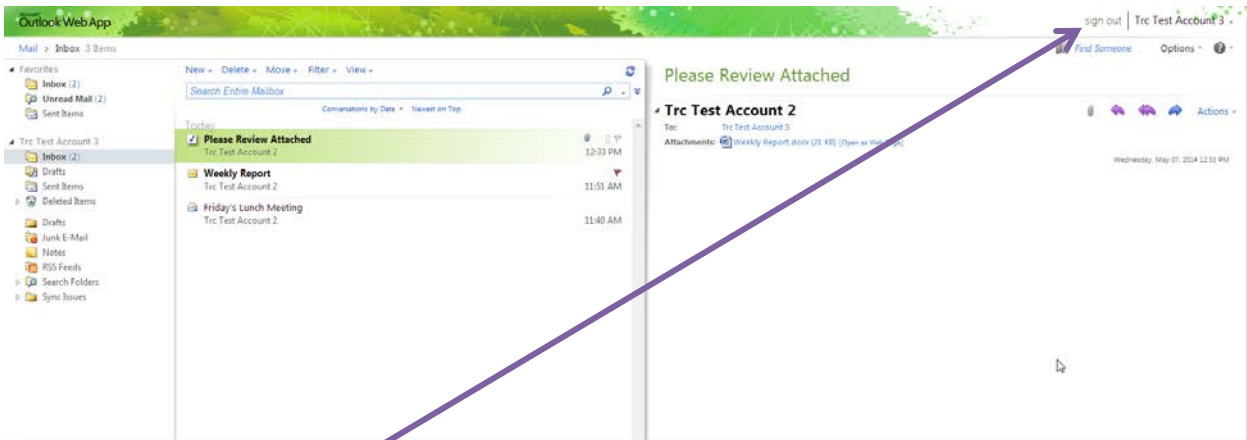 Outlook Web App
sign out | Trc Test Account 3
Mail > Inbox 3 Items
Find Someone Options
Favorites
Inbox (2)
Unread Mail (2)
Sent Items
Trc Test Account 3
Inbox (2)
Drafts
Sent Items
Deleted Items
Drafts
Junk E-Mail
Notes
RSS Feeds
Search Folders
Sync Issues
New Delete Move Filter View
Search Entire Mailbox
Conversations by Date Newest on Top
Today
Please Review Attached
Trc Test Account 2 12:33 PM
Weekly Report
Trc Test Account 2 11:51 AM
Friday's Lunch Meeting
Trc Test Account 2 11:40 AM
Please Review Attached
Trc Test Account 2
Actions
To: Trc Test Account 3
Attachments: Weekly Report.docx (21 KB) [Open as Web Page]
Wednesday, May 07, 2014 12:33 PM